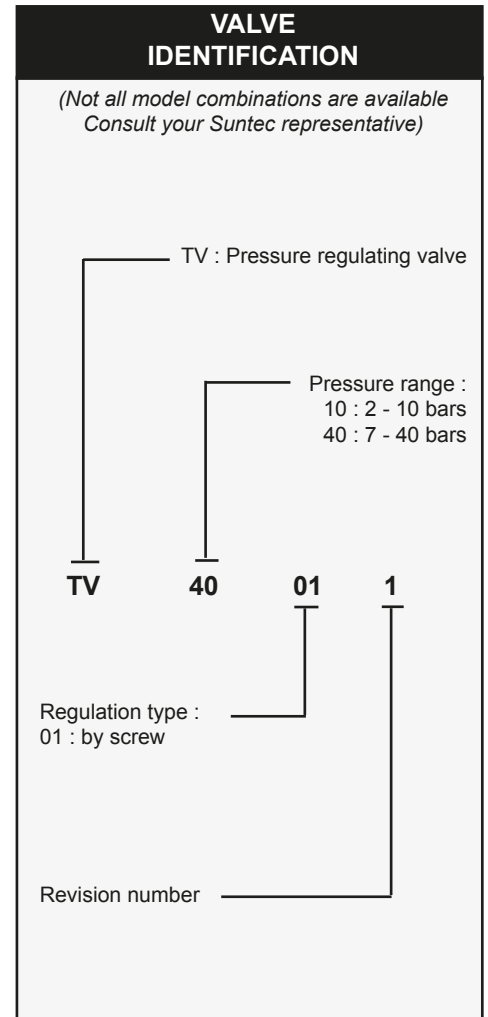 VALVE
IDENTIFICATION
(Not all model combinations are available
Consult your Suntec representative)
TV : Pressure regulating valve
Pressure range :
10 : 2 - 10 bars
40 : 7 - 40 bars
TV 40 01 1
Regulation type :
01 : by screw
Revision number